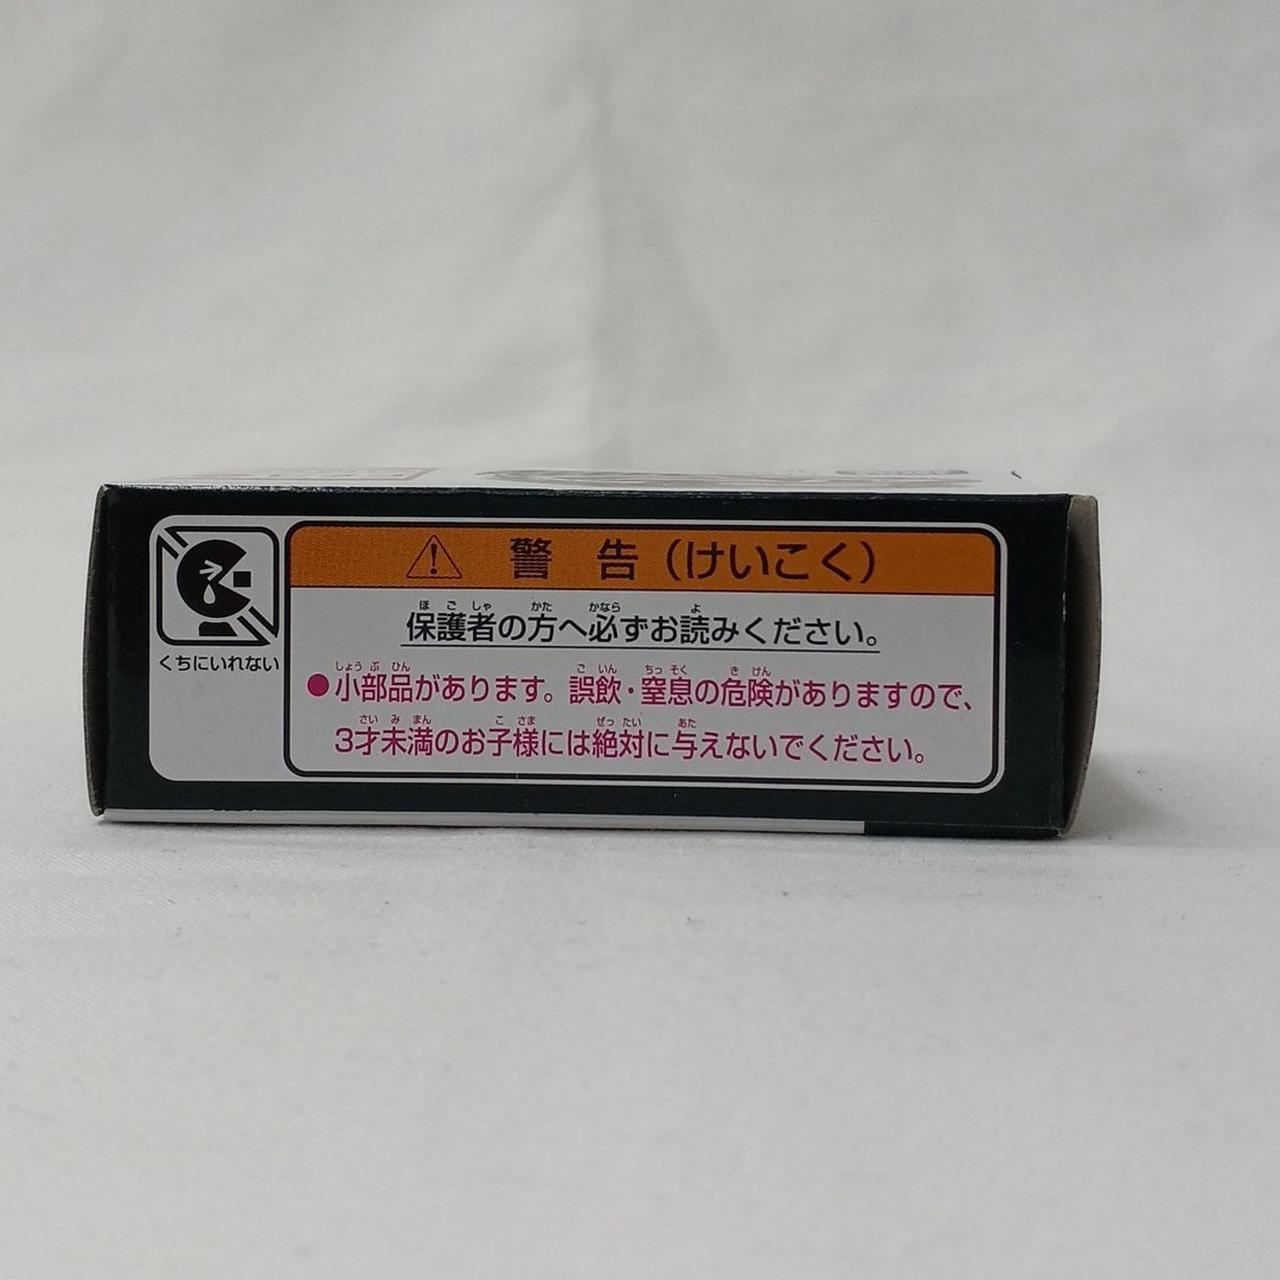 警告(けいこく)
ほごしゃ かた かなら よ
保護者の方へ必ずお読みください。
くちにいれない
しょうぶひん ごいん ちっそく きけん
●小部品があります。誤飲・窒息の危険がありますので、
さいみまん こさま ぜったい あた
3才未満のお子様には絶対に与えないでください。